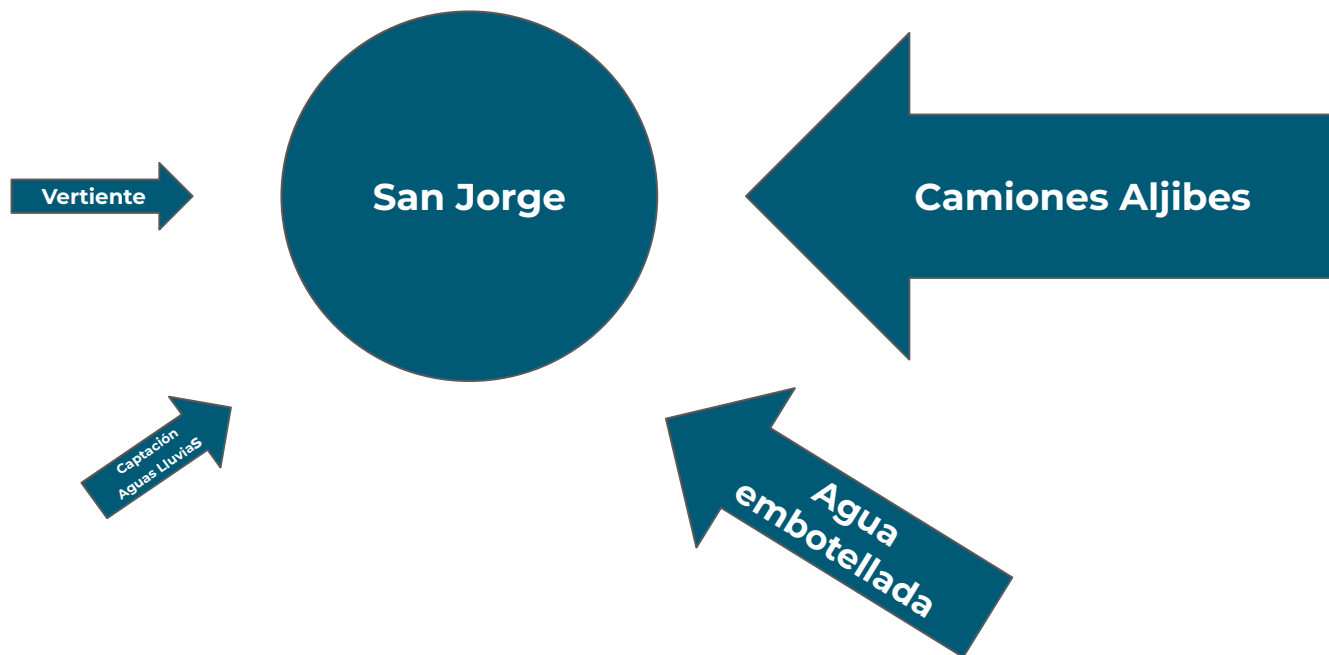 Vertiente
San Jorge
Camiones Aljibes
Captación
Aguas LluviaS
Agua
embotellada